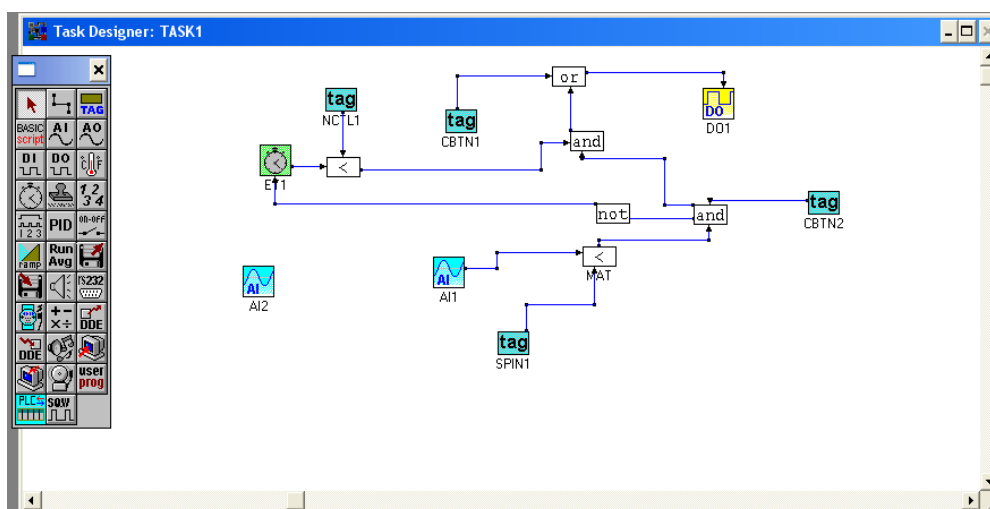 Task Designer: TASK1
TAG
BASIC script
AI
AO
DI
DO
°C °F
1 2 3 4
1 2 3
PID
ON-OFF
ramp
Run Avg
rs232
+ - × ÷
DDE
DDE
user prog
PLC
SQW
tag
NCTL1
tag
CBTN1
or
DO
DO1
and
ET1
<
not
and
tag
CBTN2
AI
AI2
AI
AI1
<
MAT
tag
SPIN1